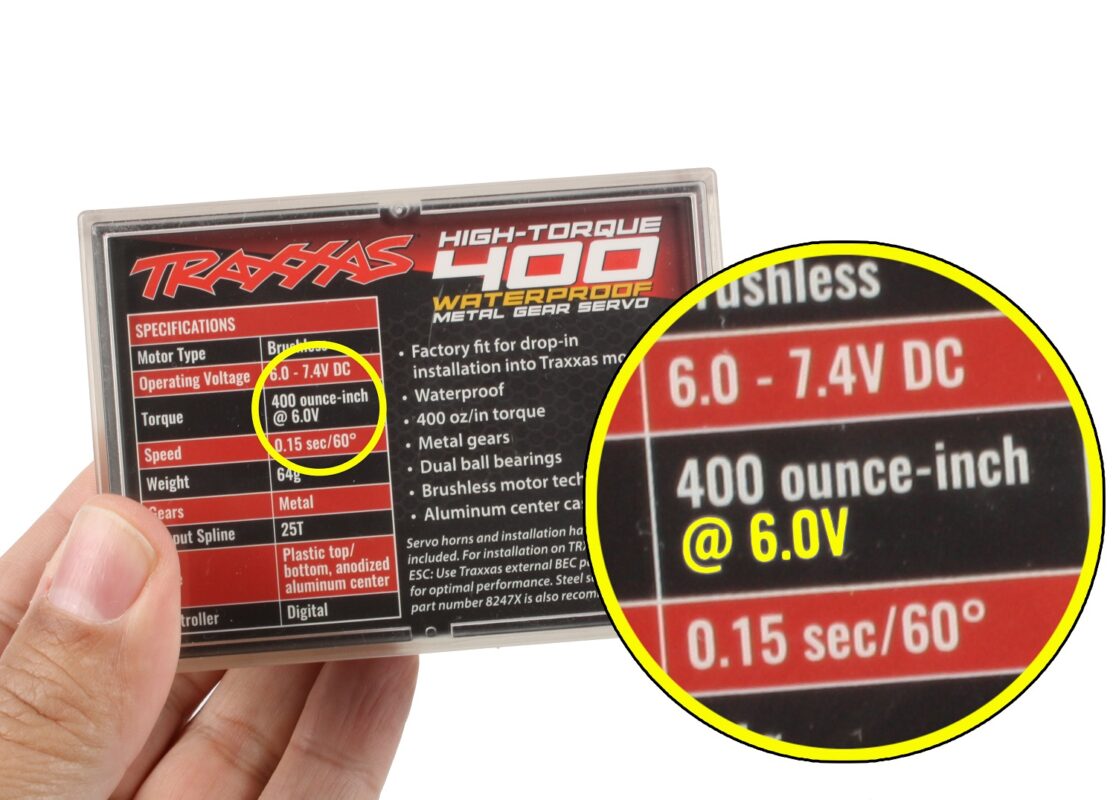 TRAXXAS
HIGH-TORQUE
400
WATERPROOF
METAL GEAR SERVO
SPECIFICATIONS
Motor Type Brushless
Operating Voltage 6.0 - 7.4V DC
Torque 400 ounce-inch
@ 6.0V
Speed 0.15 sec/60°
Weight 64g
Gears Metal
Spline 25T
Plastic top/
bottom, anodized
aluminum center
Digital
• Factory fit for drop-in
installation into Traxxas
• Waterproof
• 400 oz/in torque
• Metal gears
• Dual ball bearings
• Brushless motor
• Aluminum center
Servo horns and installation
included. For installation on
ESC: Use Traxxas external BEC
for optimal performance. Steel
part number 8247X is also
6.0 - 7.4V DC
400 ounce-inch
@ 6.0V
0.15 sec/60°